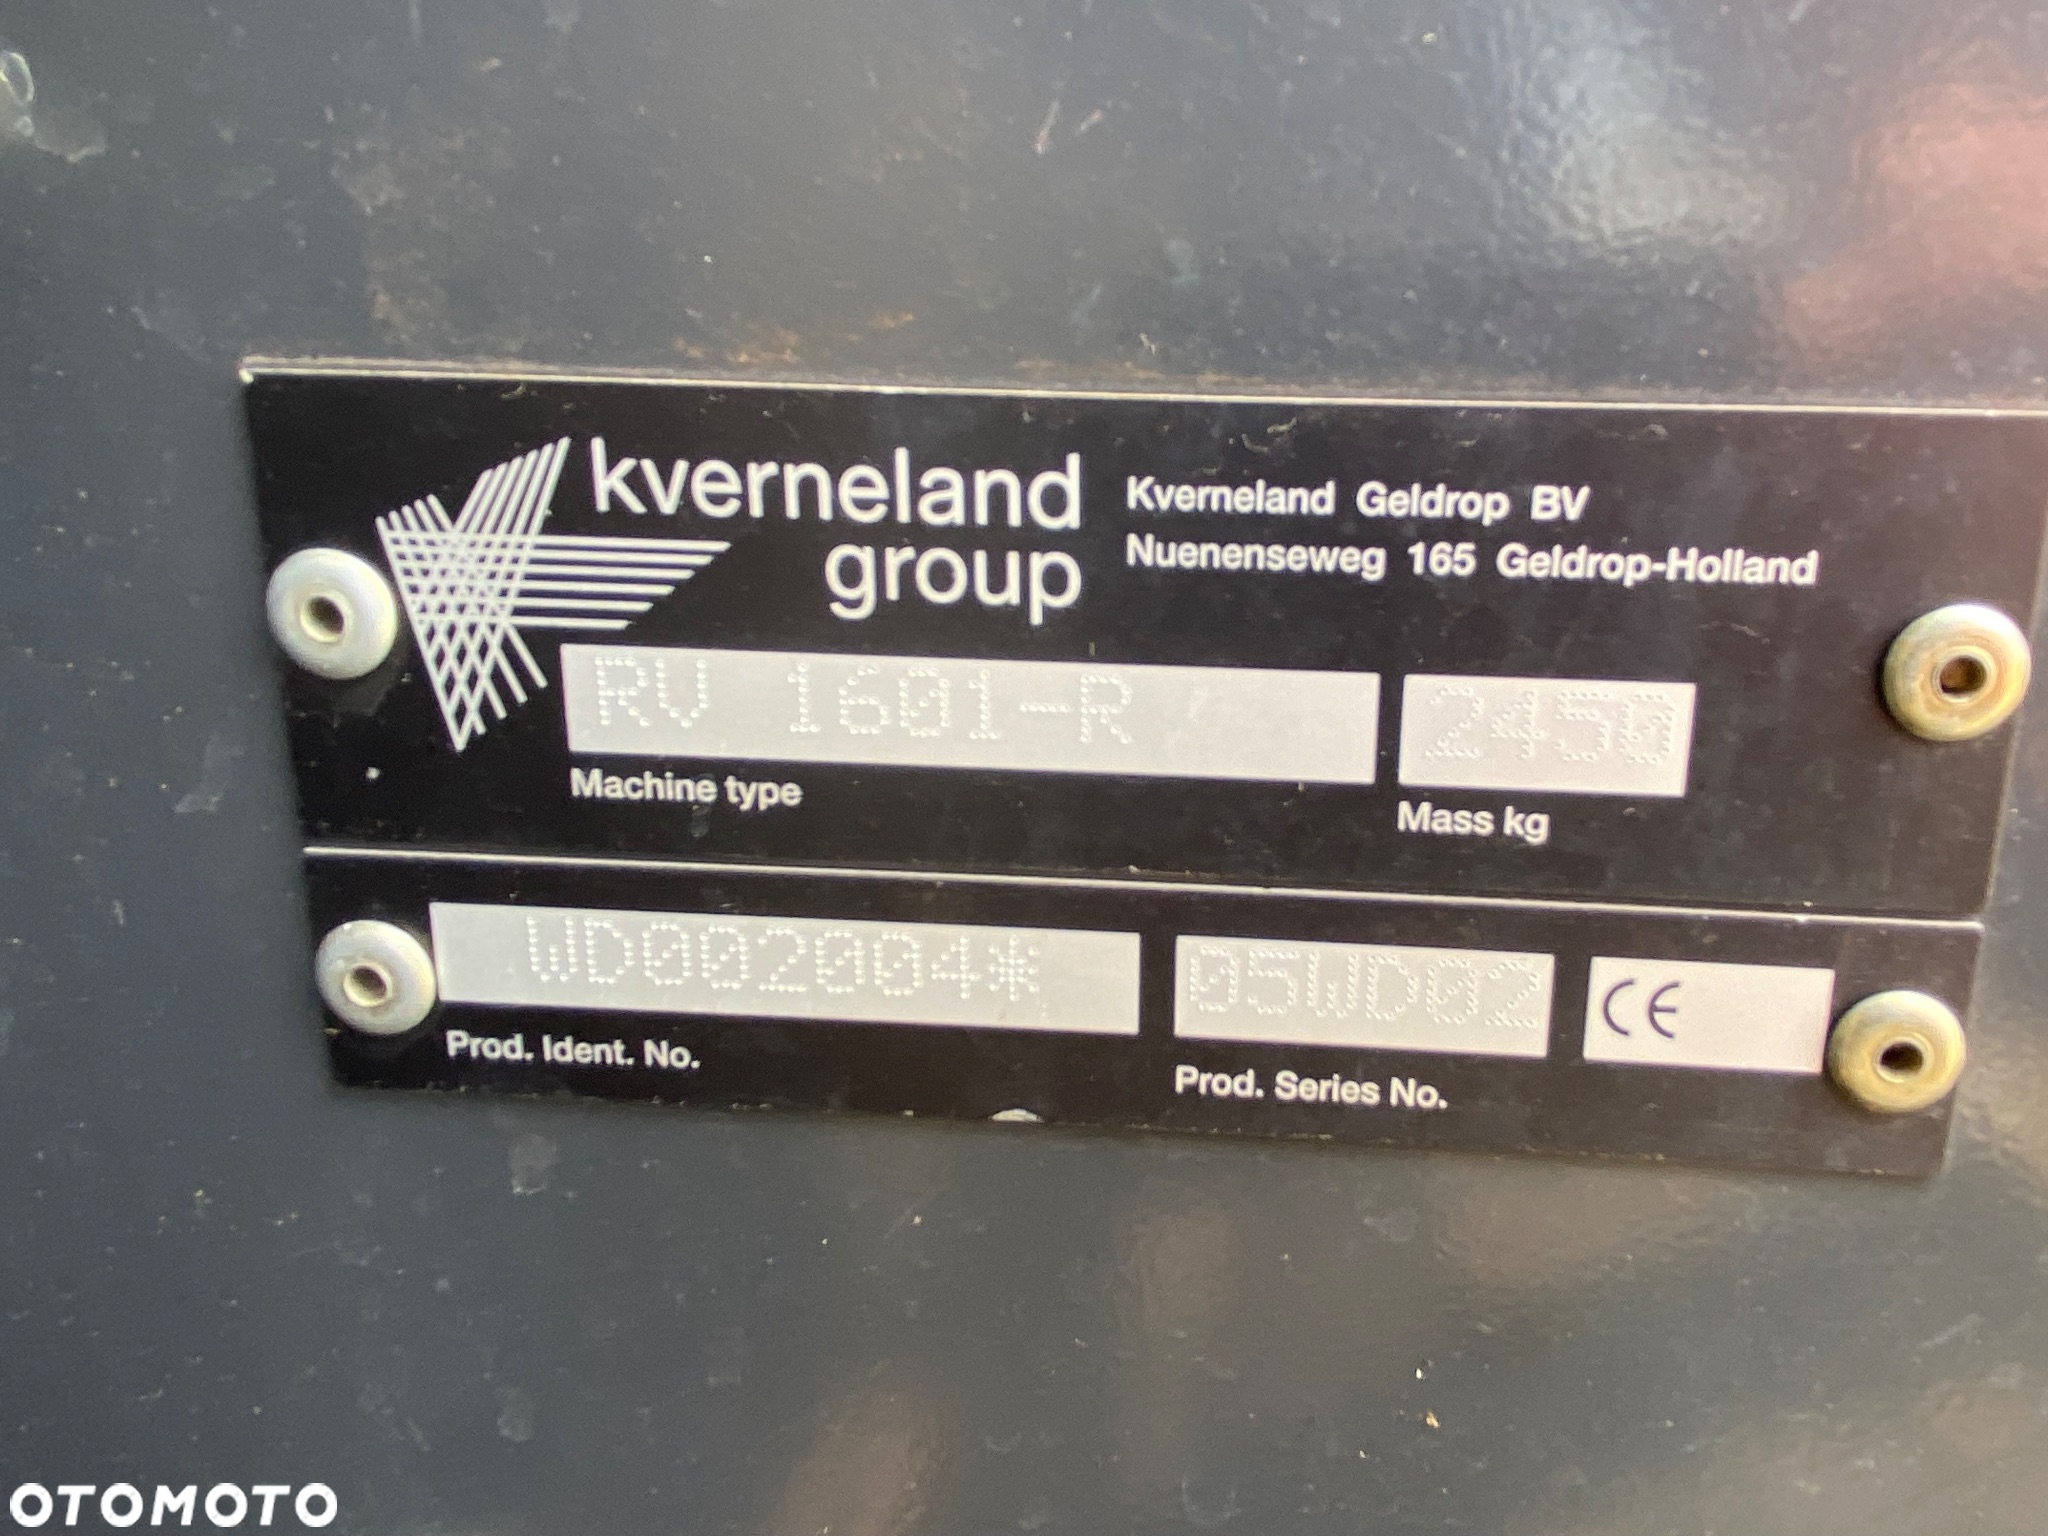 kverneland
group
Kverneland Geldrop BV
Nuenenseweg 165 Geldrop-Holland
RV 1601-R
2450
Machine type
Mass kg
WD002004*
05WD02
CE
Prod. Ident. No.
Prod. Series No.
OTOMOTO